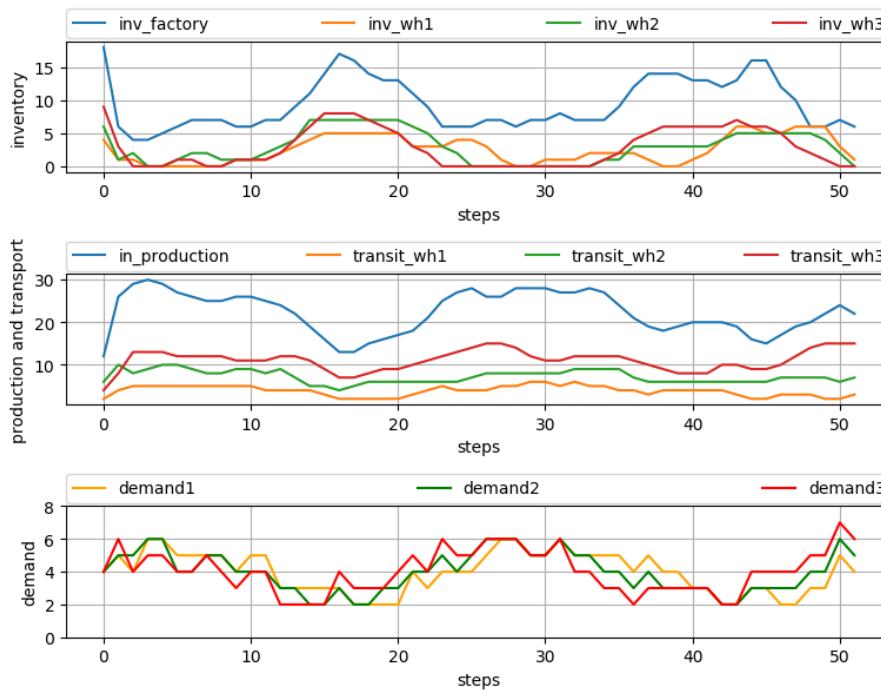 inv_factory inv_wh1 inv_wh2 inv_wh3
15
10
5
0
inventory
0 10 20 30 40 50
steps
in_production transit_wh1 transit_wh2 transit_wh3
30
20
10
production and transport
0 10 20 30 40 50
steps
demand1 demand2 demand3
8
6
4
2
0
demand
0 10 20 30 40 50
steps